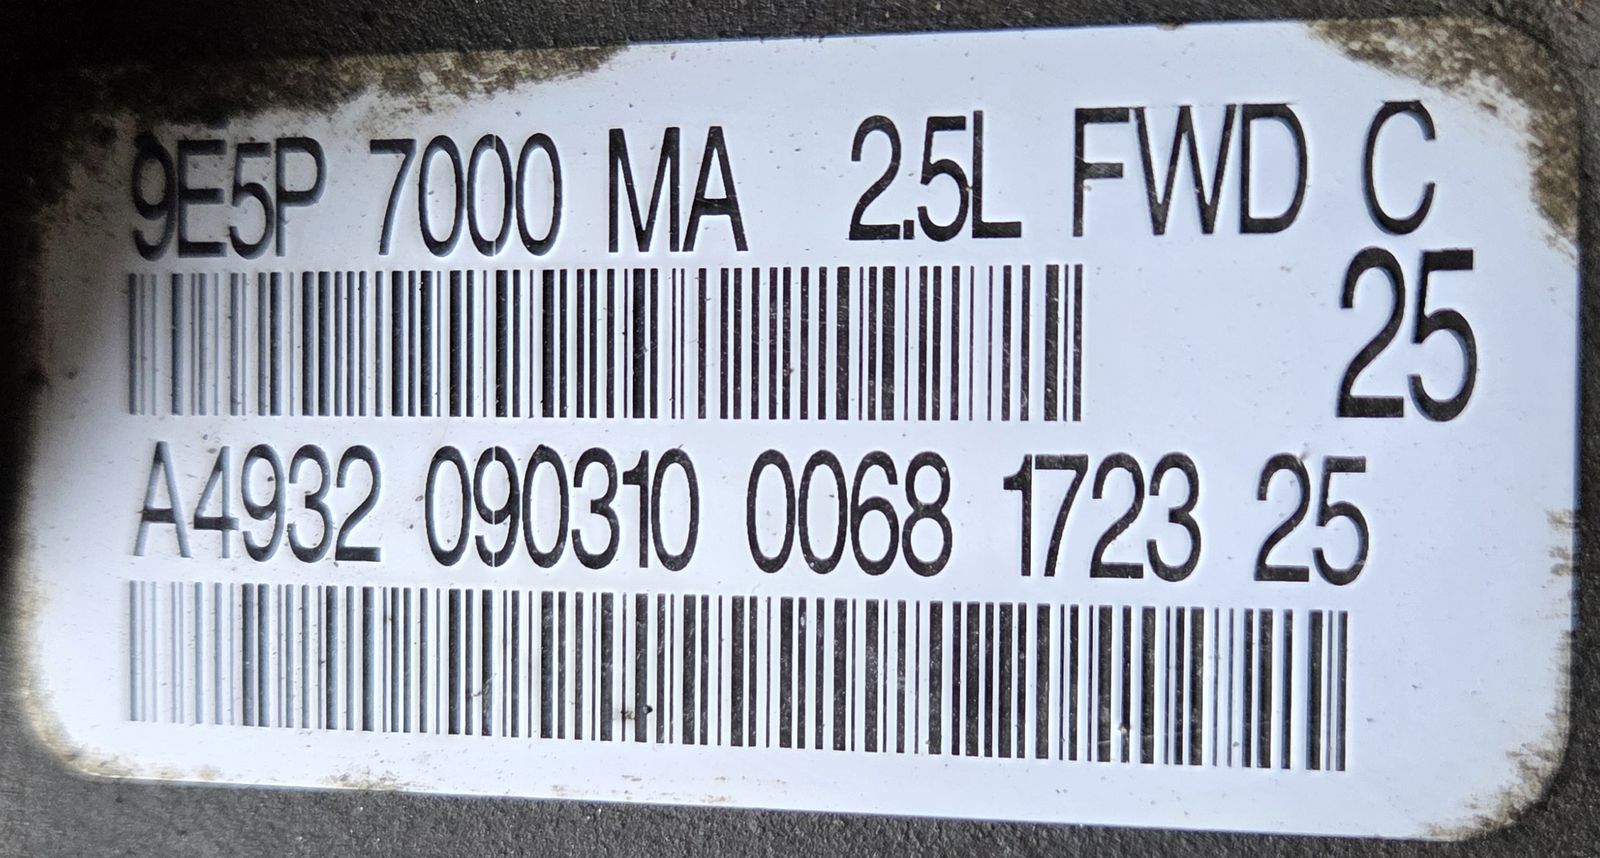 9E5P 7000 MA 2.5L FWD C
25
A4932 090310 0068 1723 25